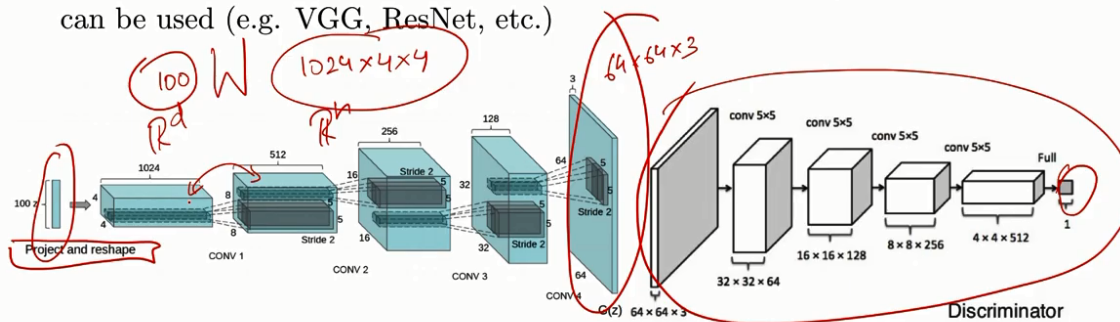 can be used (e.g. VGG, ResNet, etc.)
100 W 1024×4×4
ℝᵈ ℝⁿ
64×64×3
3
128
256
512
1024
conv 5×5
conv 5×5
conv 5×5
conv 5×5
Full
Stride 2
64
5
5
16
5
5
32
5
8
5
4
100 z
4
8
5
16
5
32
5
Stride 2
Stride 2
Stride 2
64
1
Project and reshape
CONV 1
CONV 2
CONV 3
CONV 4
G(z)
64 × 64 × 3
32 × 32 × 64
16 × 16 × 128
8 × 8 × 256
4 × 4 × 512
Discriminator